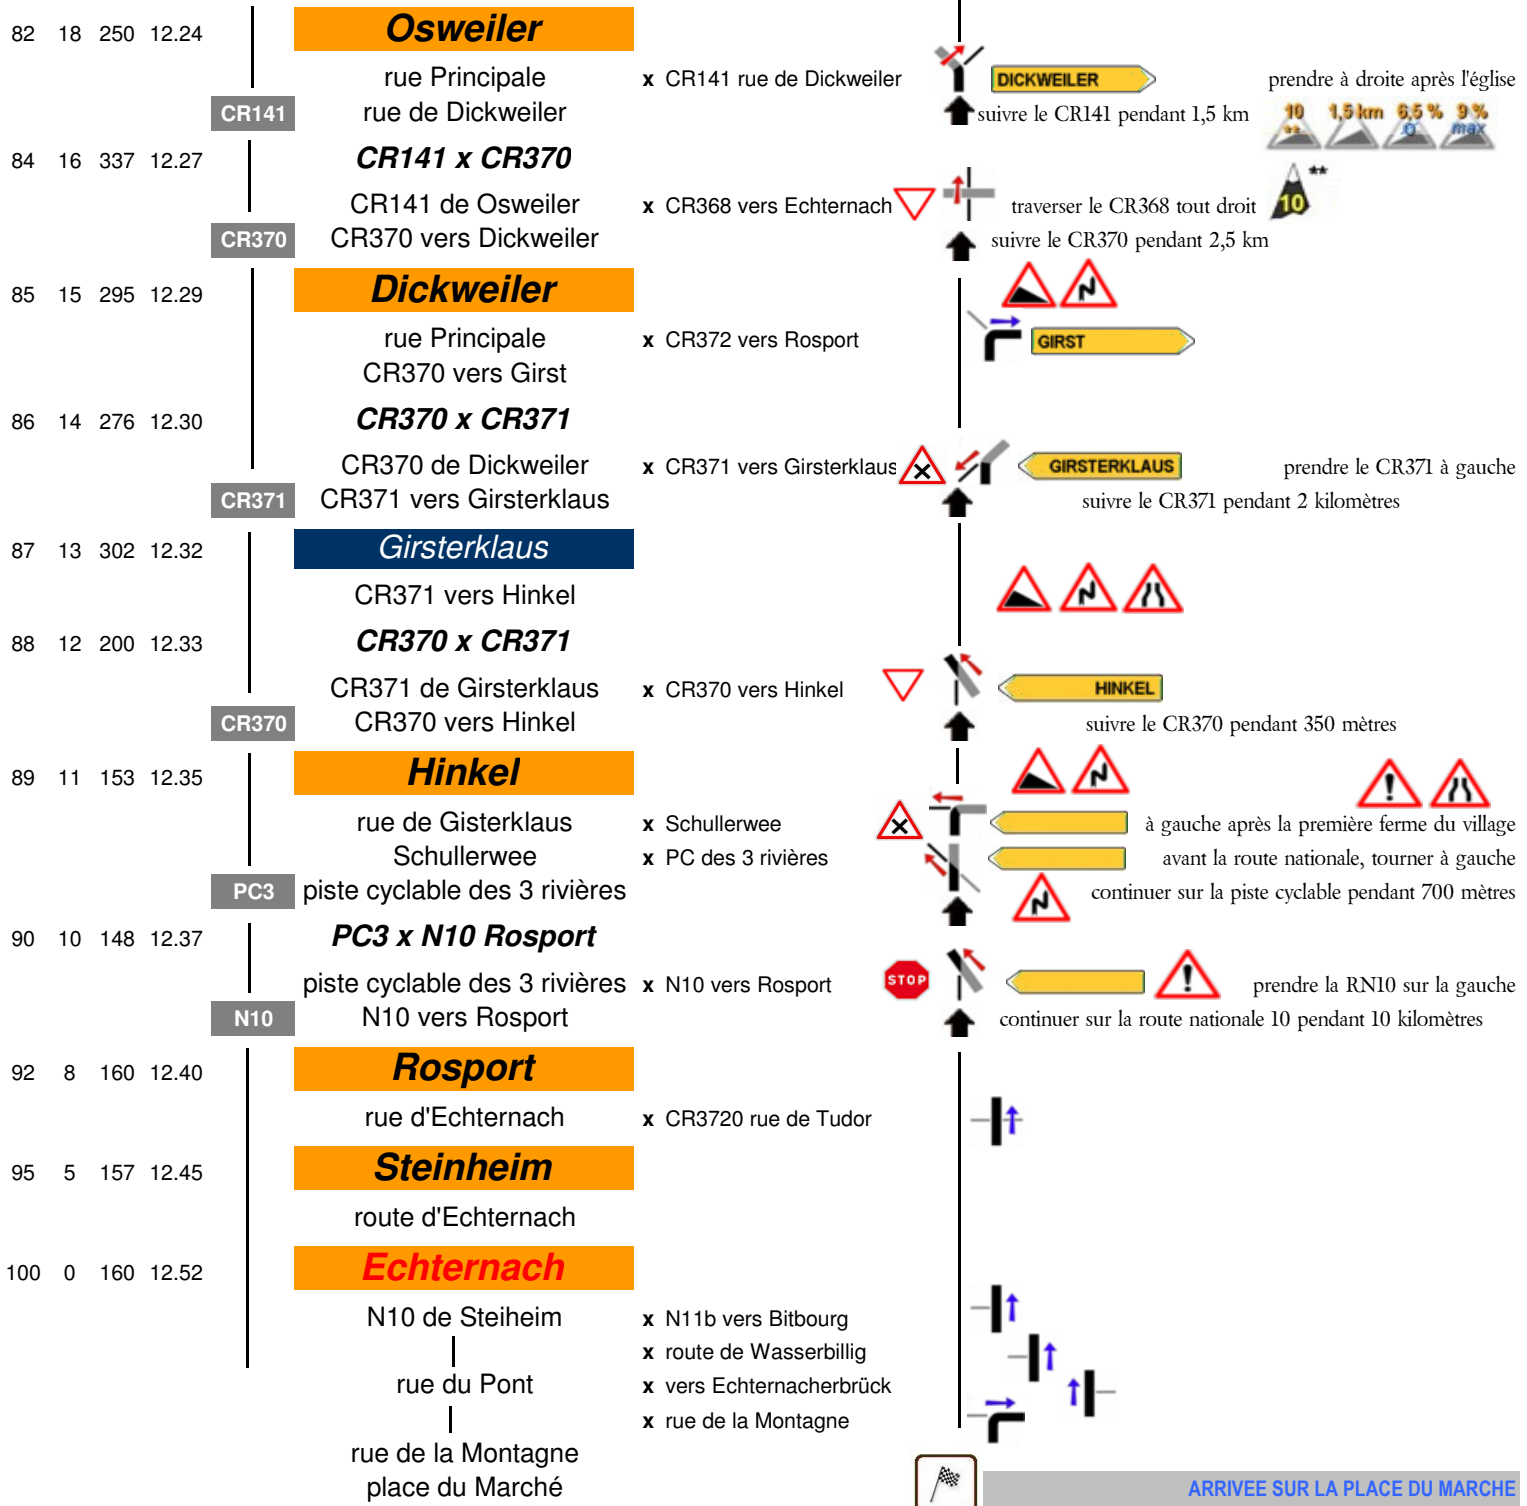 82 18 250 12.24 Osweiler
rue Principale x CR141 rue de Dickweiler DICKWEILER prendre à droite après l'église
CR141 rue de Dickweiler suivre le CR141 pendant 1,5 km 10 ** 1,5 km 6,5 % Ø 9 % max
84 16 337 12.27 CR141 x CR370
CR141 de Osweiler x CR368 vers Echternach traverser le CR368 tout droit 10 **
CR370 CR370 vers Dickweiler suivre le CR370 pendant 2,5 km
85 15 295 12.29 Dickweiler
rue Principale x CR372 vers Rosport GIRST
CR370 vers Girst
86 14 276 12.30 CR370 x CR371
CR370 de Dickweiler x CR371 vers Girsterklaus GIRSTERKLAUS prendre le CR371 à gauche
CR371 CR371 vers Girsterklaus suivre le CR371 pendant 2 kilomètres
87 13 302 12.32 Girsterklaus
CR371 vers Hinkel
88 12 200 12.33 CR370 x CR371
CR371 de Girsterklaus x CR370 vers Hinkel HINKEL
CR370 CR370 vers Hinkel suivre le CR370 pendant 350 mètres
89 11 153 12.35 Hinkel
rue de Gisterklaus x Schullerwee à gauche après la première ferme du village
Schullerwee x PC des 3 rivières avant la route nationale, tourner à gauche
PC3 piste cyclable des 3 rivières continuer sur la piste cyclable pendant 700 mètres
90 10 148 12.37 PC3 x N10 Rosport
piste cyclable des 3 rivières x N10 vers Rosport STOP prendre la RN10 sur la gauche
N10 N10 vers Rosport continuer sur la route nationale 10 pendant 10 kilomètres
92 8 160 12.40 Rosport
rue d'Echternach x CR3720 rue de Tudor
95 5 157 12.45 Steinheim
route d'Echternach
100 0 160 12.52 Echternach
N10 de Steiheim x N11b vers Bitbourg
x route de Wasserbillig
rue du Pont x vers Echternacherbrück
x rue de la Montagne
rue de la Montagne
place du Marché ARRIVEE SUR LA PLACE DU MARCHE